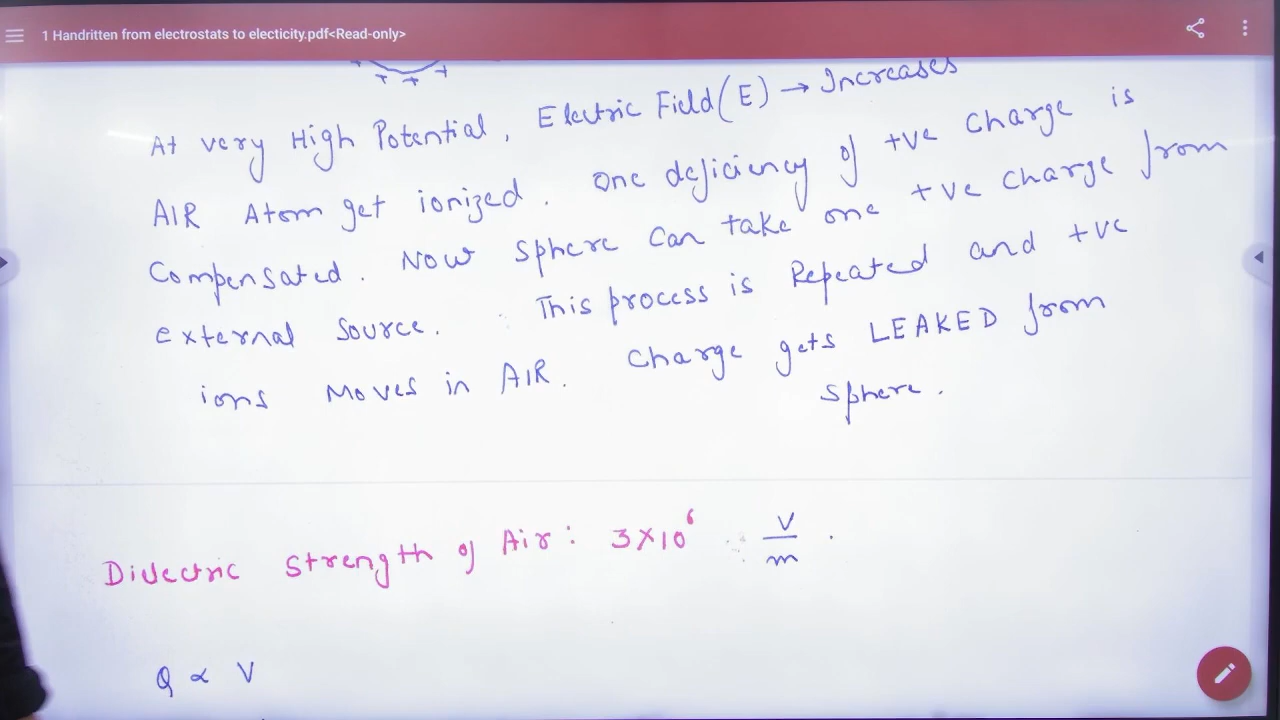 1 Handritten from electrostats to electicity.pdf<Read-only>
+ + + +
At very High Potential, Electric Field (E) → Increases
AIR Atom get ionized. One deficiency of +ve charge is
Compensated. Now sphere can take one +ve charge from
external source. This process is Repeated and +ve
ions Moves in AIR. Charge gets LEAKED from
sphere.
Dielectric strength of Air: 3×10⁶ V/m.
Q ∝ V